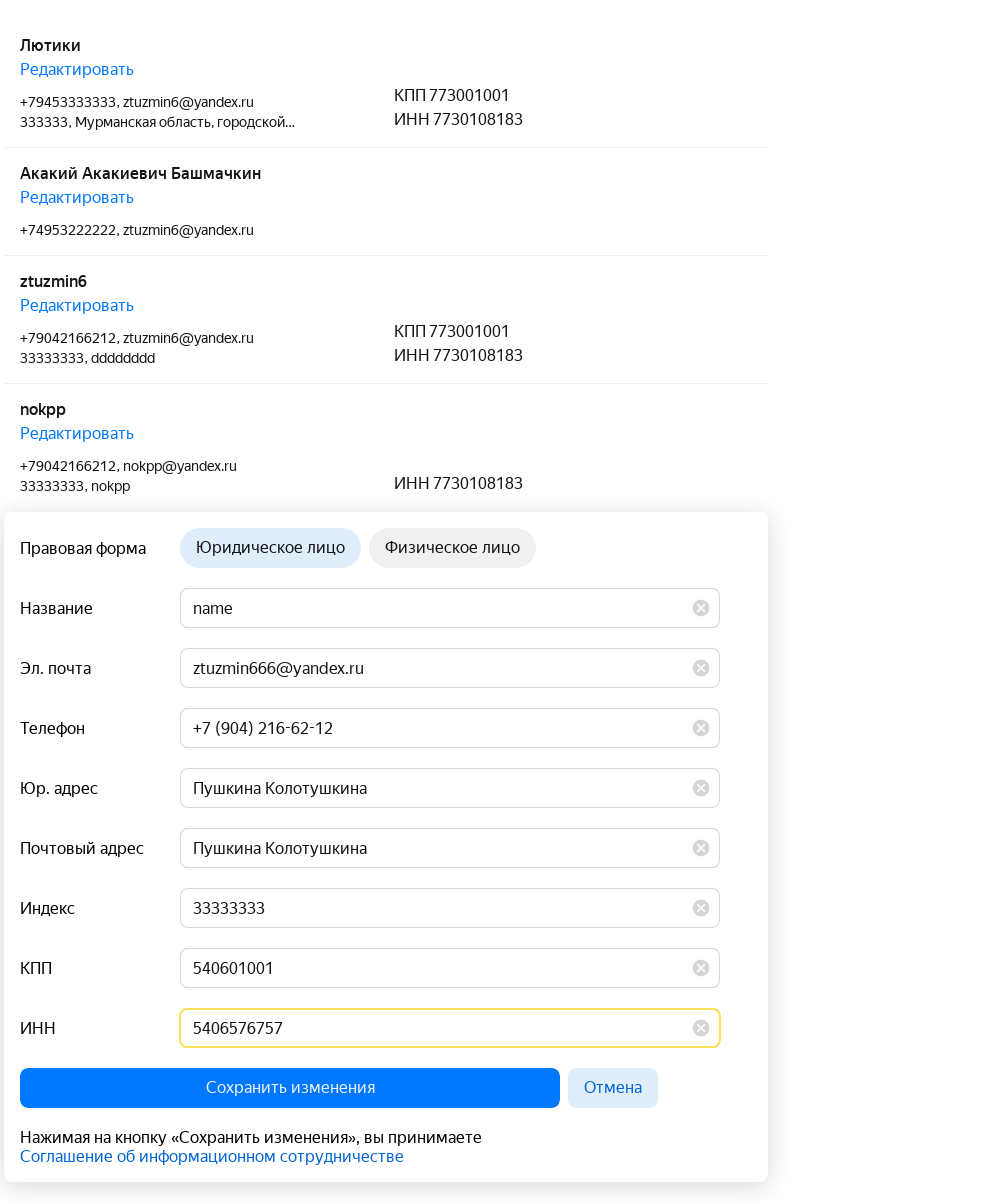 Лютики
Редактировать
+79453333333, ztuzmin6@yandex.ru
333333, Мурманская область, городской...
КПП 773001001
ИНН 7730108183
Акакий Акакиевич Башмачкин
Редактировать
+74953222222, ztuzmin6@yandex.ru
ztuzmin6
Редактировать
+79042166212, ztuzmin6@yandex.ru
33333333, dddddddd
КПП 773001001
ИНН 7730108183
nokpp
Редактировать
+79042166212, nokpp@yandex.ru
33333333, nokpp
ИНН 7730108183
Правовая форма Юридическое лицо Физическое лицо
Название name
Эл. почта ztuzmin666@yandex.ru
Телефон +7 (904) 216-62-12
Юр. адрес Пушкина Колотушкина
Почтовый адрес Пушкина Колотушкина
Индекс 33333333
КПП 540601001
ИНН 5406576757
Сохранить изменения Отмена
Нажимая на кнопку «Сохранить изменения», вы принимаете
Соглашение об информационном сотрудничестве